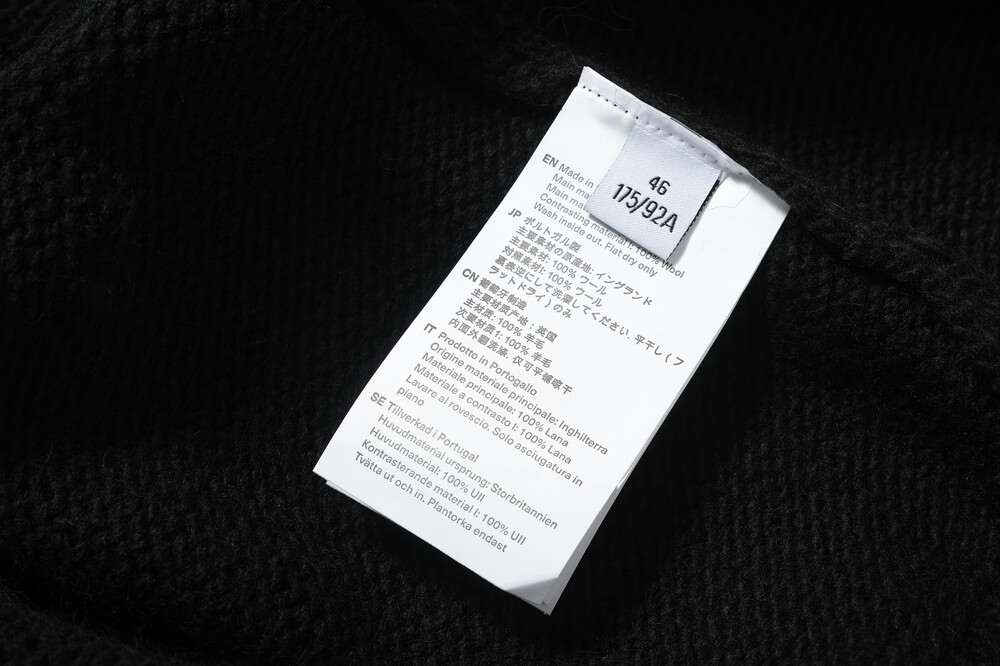 46
175/92A
EN Made in
Main ma
Main ma
Contrasting material I: 100% Wool
Wash inside out. Flat dry only
JP ポルトガル製
主要素材の原産地: イングランド
主要素材: 100% ウール
対照素材I: 100% ウール
裏表逆にして洗濯してください. 平干し (フ
ラットドライ) のみ
CN 葡萄牙制造
主要材质产地 : 英国
主材质: 100% 羊毛
次要材质1: 100% 羊毛
内面外翻洗涤. 仅可平铺晾干
IT Prodotto in Portogallo
Origine materiale principale: Inghilterra
Materiale principale: 100% Lana
Materiale a contrasto I: 100% Lana
Lavare al rovescio. Solo asciugatura in
piano
SE Tillverkad i Portugal
Huvudmaterial ursprung: Storbritannien
Huvudmaterial: 100% Ull
Kontrasterande material I: 100% Ull
Tvätta ut och in. Plantorka endast